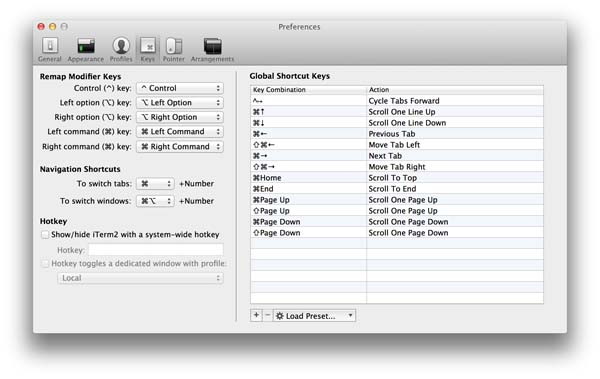 Preferences
General Appearance Profiles Keys Pointer Arrangements
Remap Modifier Keys
Control (^) key: ^ Control
Left option (⌥) key: ⌥ Left Option
Right option (⌥) key: ⌥ Right Option
Left command (⌘) key: ⌘ Left Command
Right command (⌘) key: ⌘ Right Command
Navigation Shortcuts
To switch tabs: ⌘ +Number
To switch windows: ⌘⌥ +Number
Hotkey
Show/hide iTerm2 with a system-wide hotkey
Hotkey:
Hotkey toggles a dedicated window with profile:
Local
Global Shortcut Keys
Key Combination Action
Cycle Tabs Forward
⌘↑ Scroll One Line Up
⌘↓ Scroll One Line Down
⌘← Previous Tab
⇧⌘← Move Tab Left
⌘→ Next Tab
⇧⌘→ Move Tab Right
⌘Home Scroll To Top
⌘End Scroll To End
⌘Page Up Scroll One Page Up
⇧Page Up Scroll One Page Up
⌘Page Down Scroll One Page Down
⇧Page Down Scroll One Page Down
+ − Load Preset...